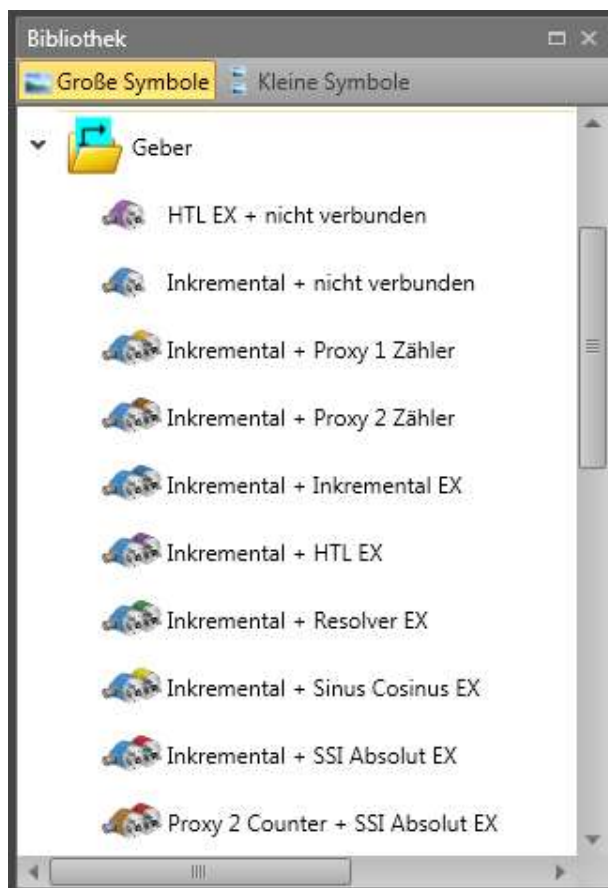 Bibliothek
Große Symbole Kleine Symbole
Geber
HTL EX + nicht verbunden
Inkremental + nicht verbunden
Inkremental + Proxy 1 Zähler
Inkremental + Proxy 2 Zähler
Inkremental + Inkremental EX
Inkremental + HTL EX
Inkremental + Resolver EX
Inkremental + Sinus Cosinus EX
Inkremental + SSI Absolut EX
Proxy 2 Counter + SSI Absolut EX